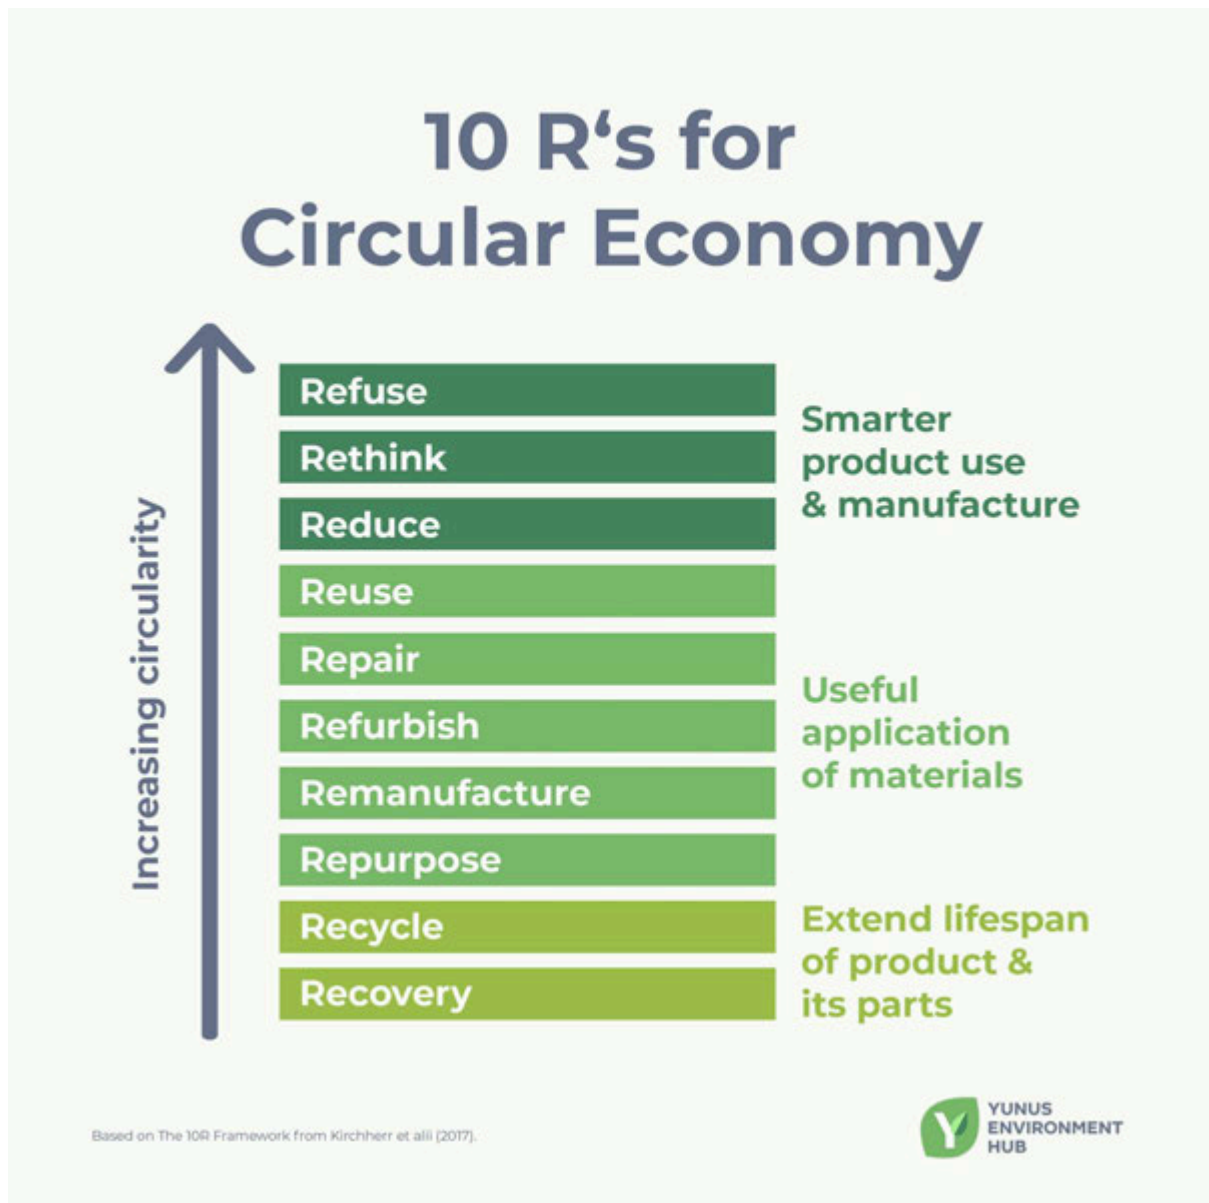 10 R‘s for
Circular Economy
Increasing circularity
Refuse
Rethink
Reduce
Smarter
product use
& manufacture
Reuse
Repair
Refurbish
Remanufacture
Repurpose
Useful
application
of materials
Recycle
Recovery
Extend lifespan
of product &
its parts
Based on The 10R Framework from Kirchherr et alii (2017).
YUNUS
ENVIRONMENT
HUB